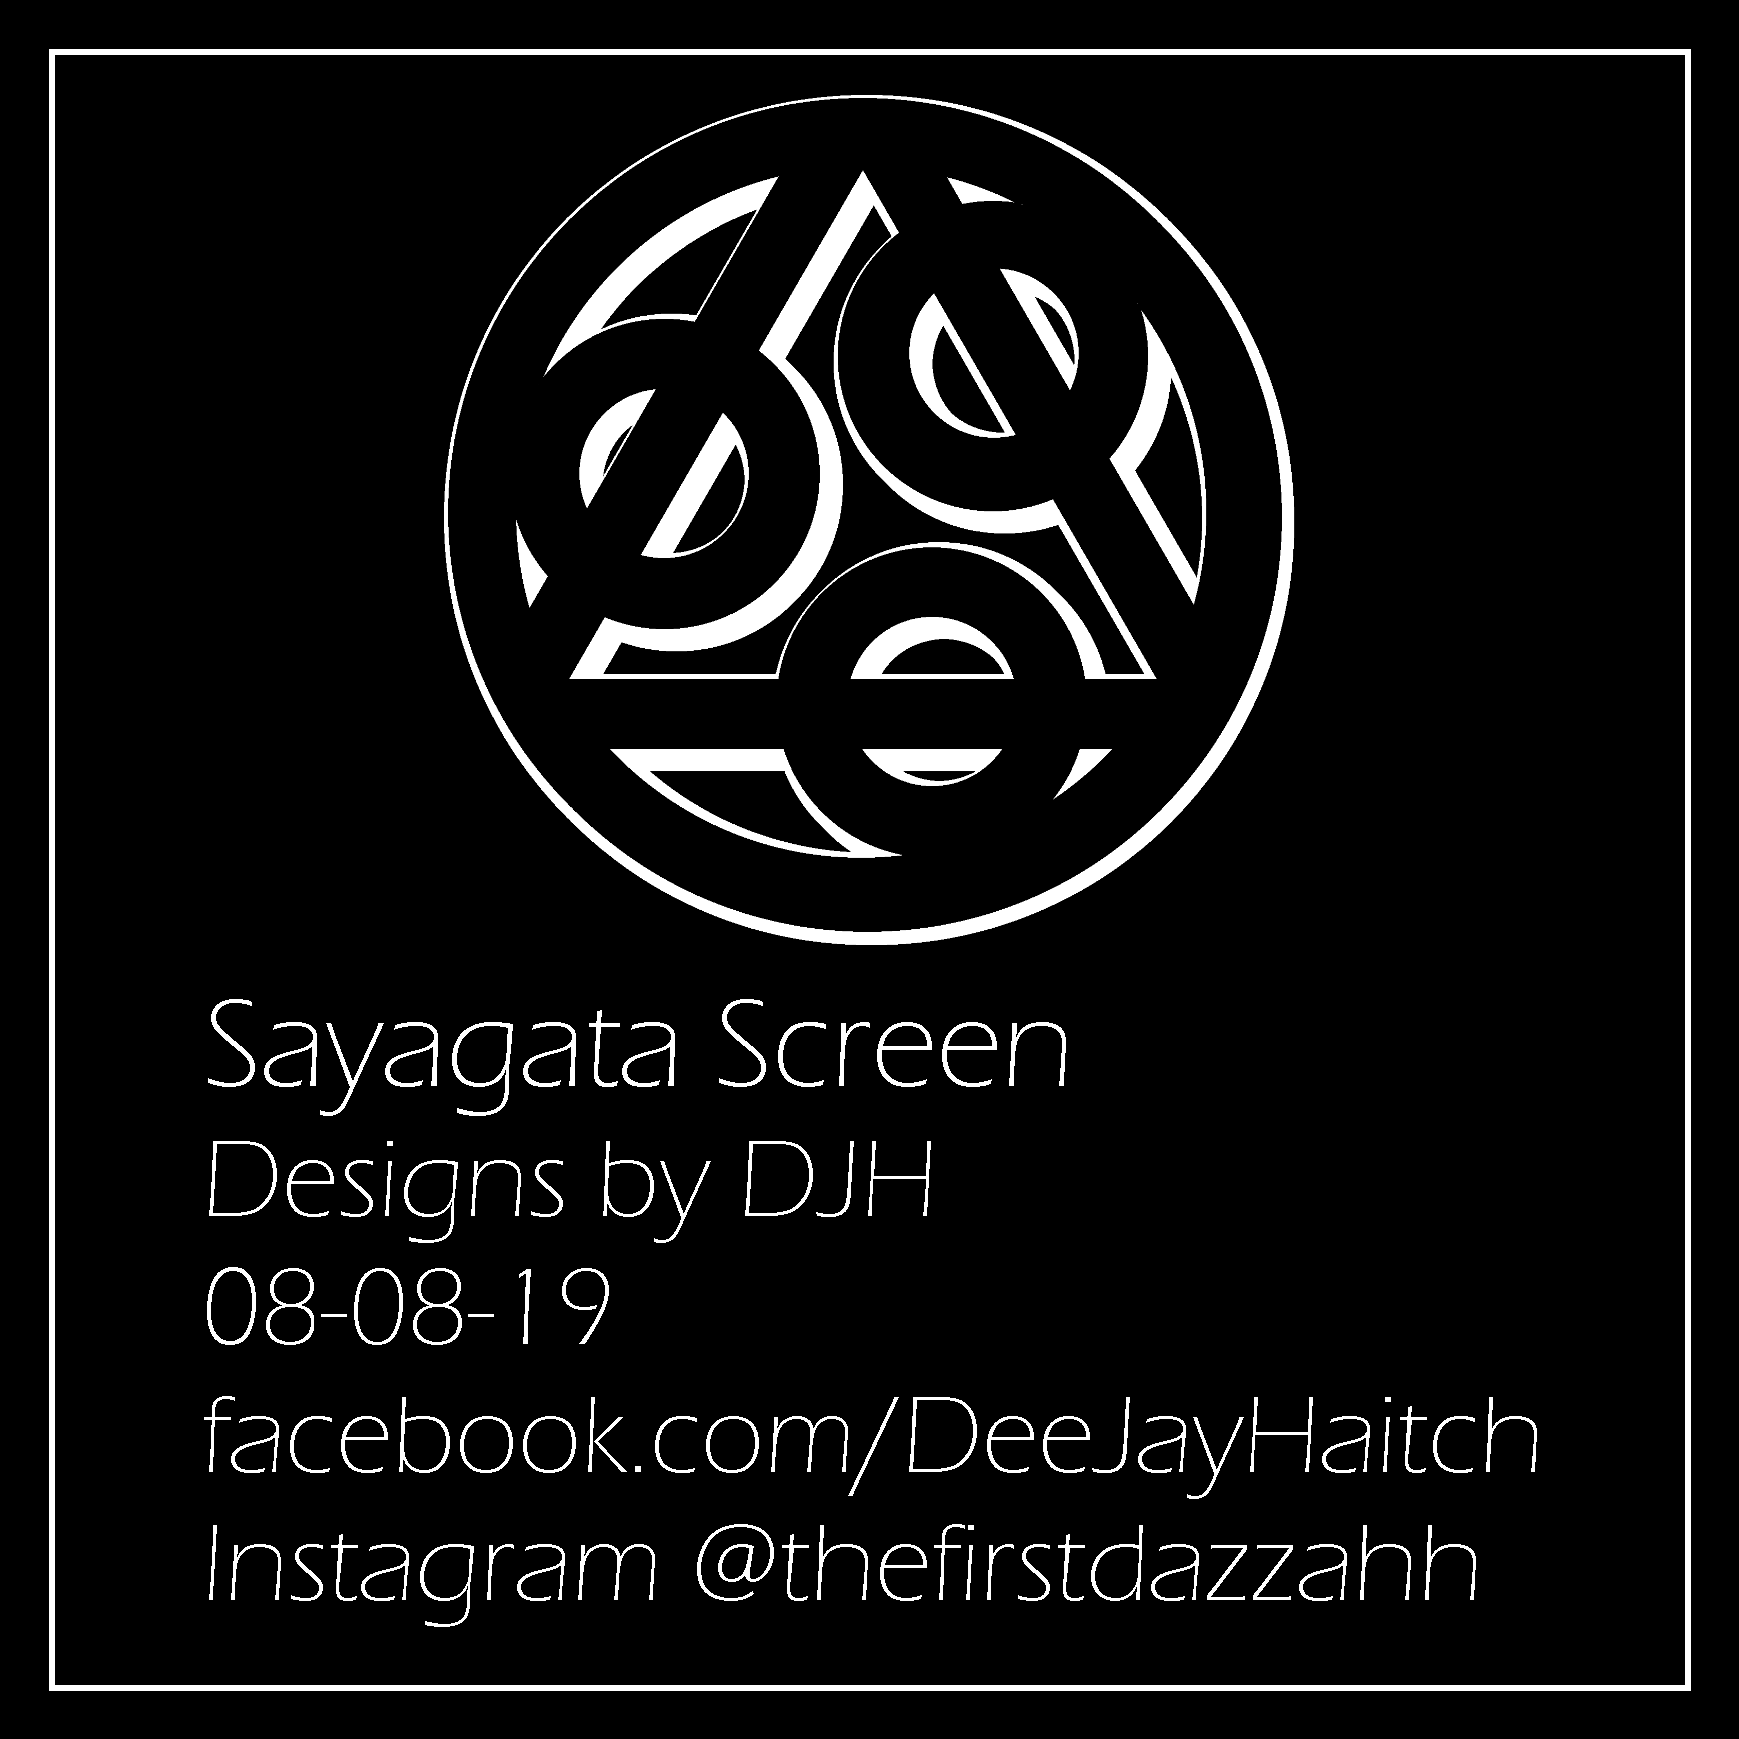 Sayagata Screen
Designs by DJH
08-08-19
facebook.com/DeeJayHaitch
Instagram @thefirstdazzahh